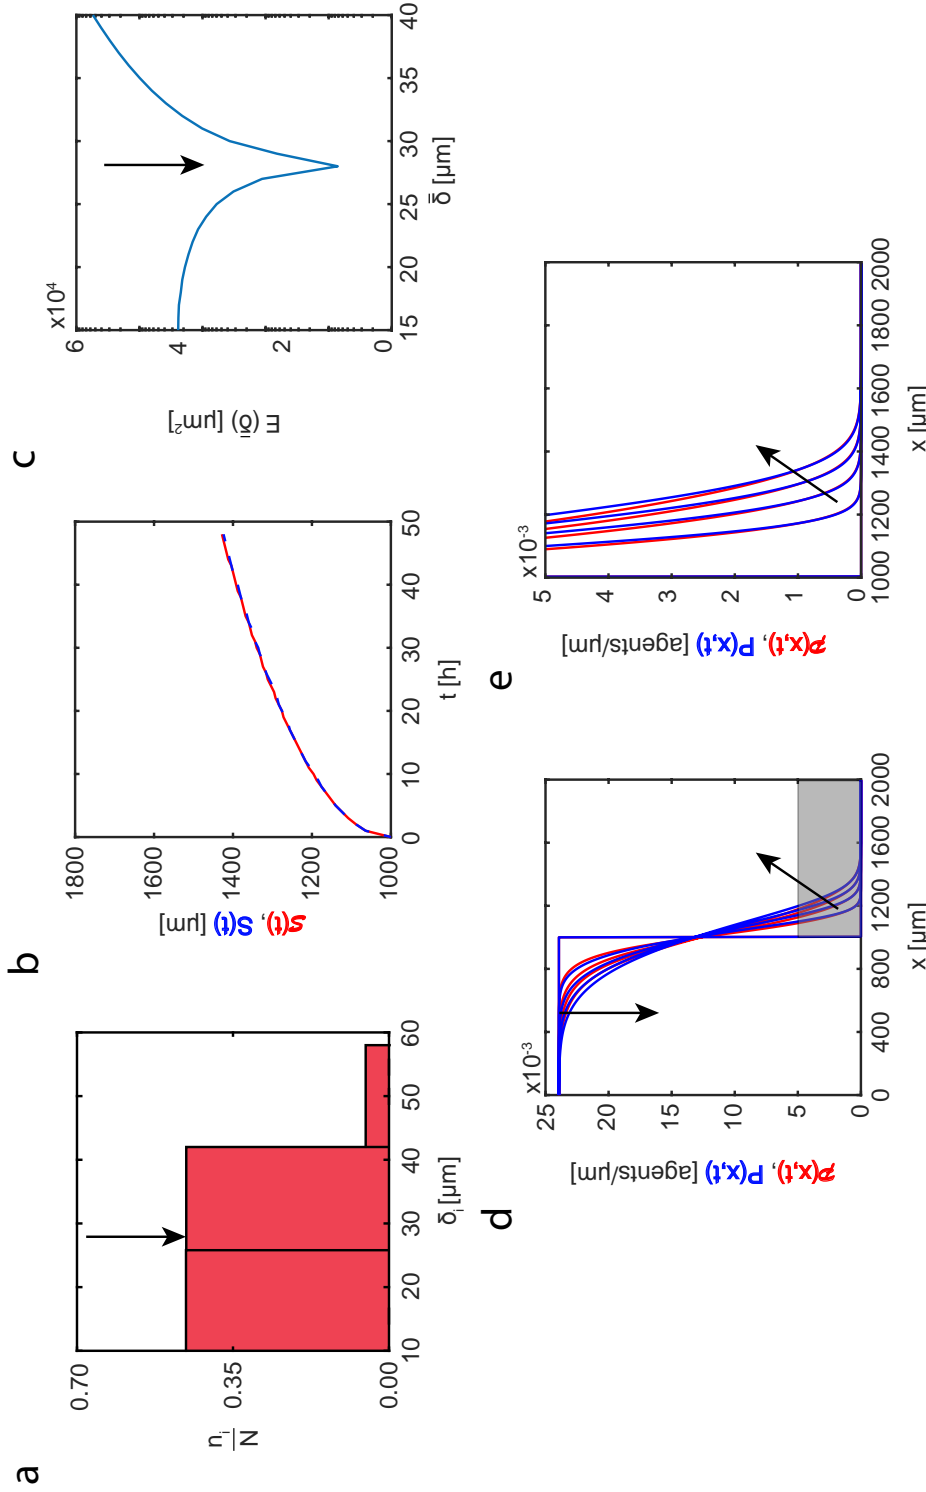 a
0.70
0.35
0.00
n_i
N
10 20 30 40 50 60
δ_i [μm]
b
1800
1600
1400
1200
1000
𝒮(t), S(t) [μm]
0 10 20 30 40 50
t [h]
c
x10⁴
6
4
2
0
E (δ̿) [μm²]
15 20 25 30 35 40
δ̿ [μm]
d
x10⁻³
25
20
15
10
5
0
𝒫(x,t), P(x,t) [agents/μm]
0 400 800 1200 1600 2000
x [μm]
e
x10⁻³
5
4
3
2
1
0
𝒫(x,t), P(x,t) [agents/μm]
1000 1200 1400 1600 1800 2000
x [μm]